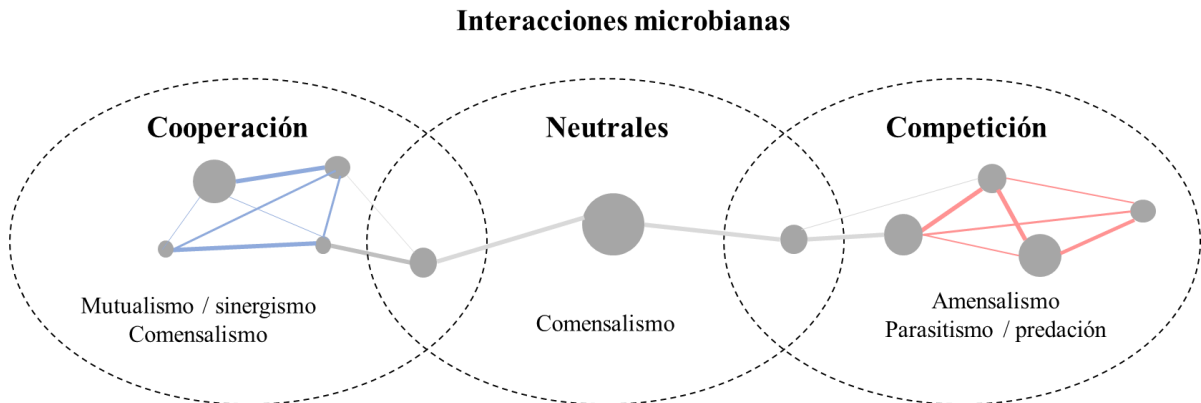 Interacciones microbianas
Cooperación
Neutrales
Competición
Mutualismo / sinergismo
Comensalismo
Comensalismo
Amensalismo
Parasitismo / predación